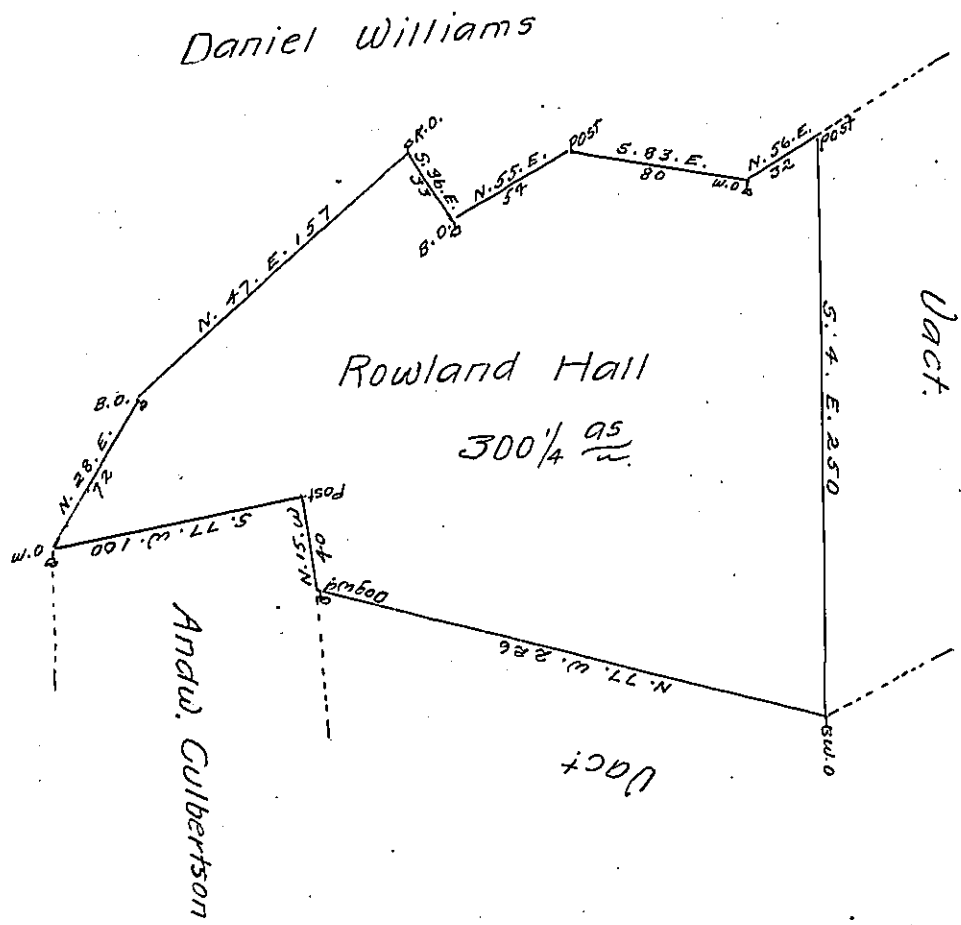 Daniel Williams
R.O.
S. 36. E.
33
N. 55. E.
B.O.
Post
S. 83. E.
80
W.O
N. 56. E.
32
Post
N. 47. E. 157
B.O.
N. 28. E.
72
W.O
S. 77. W. 100
Post
N. 15. W
40
Dogwd
N. 77. W. 226
S. 4. E. 250
B W.O
Rowland Hall
300 1/4 as
Vact.
Vact
Andw. Culbertson